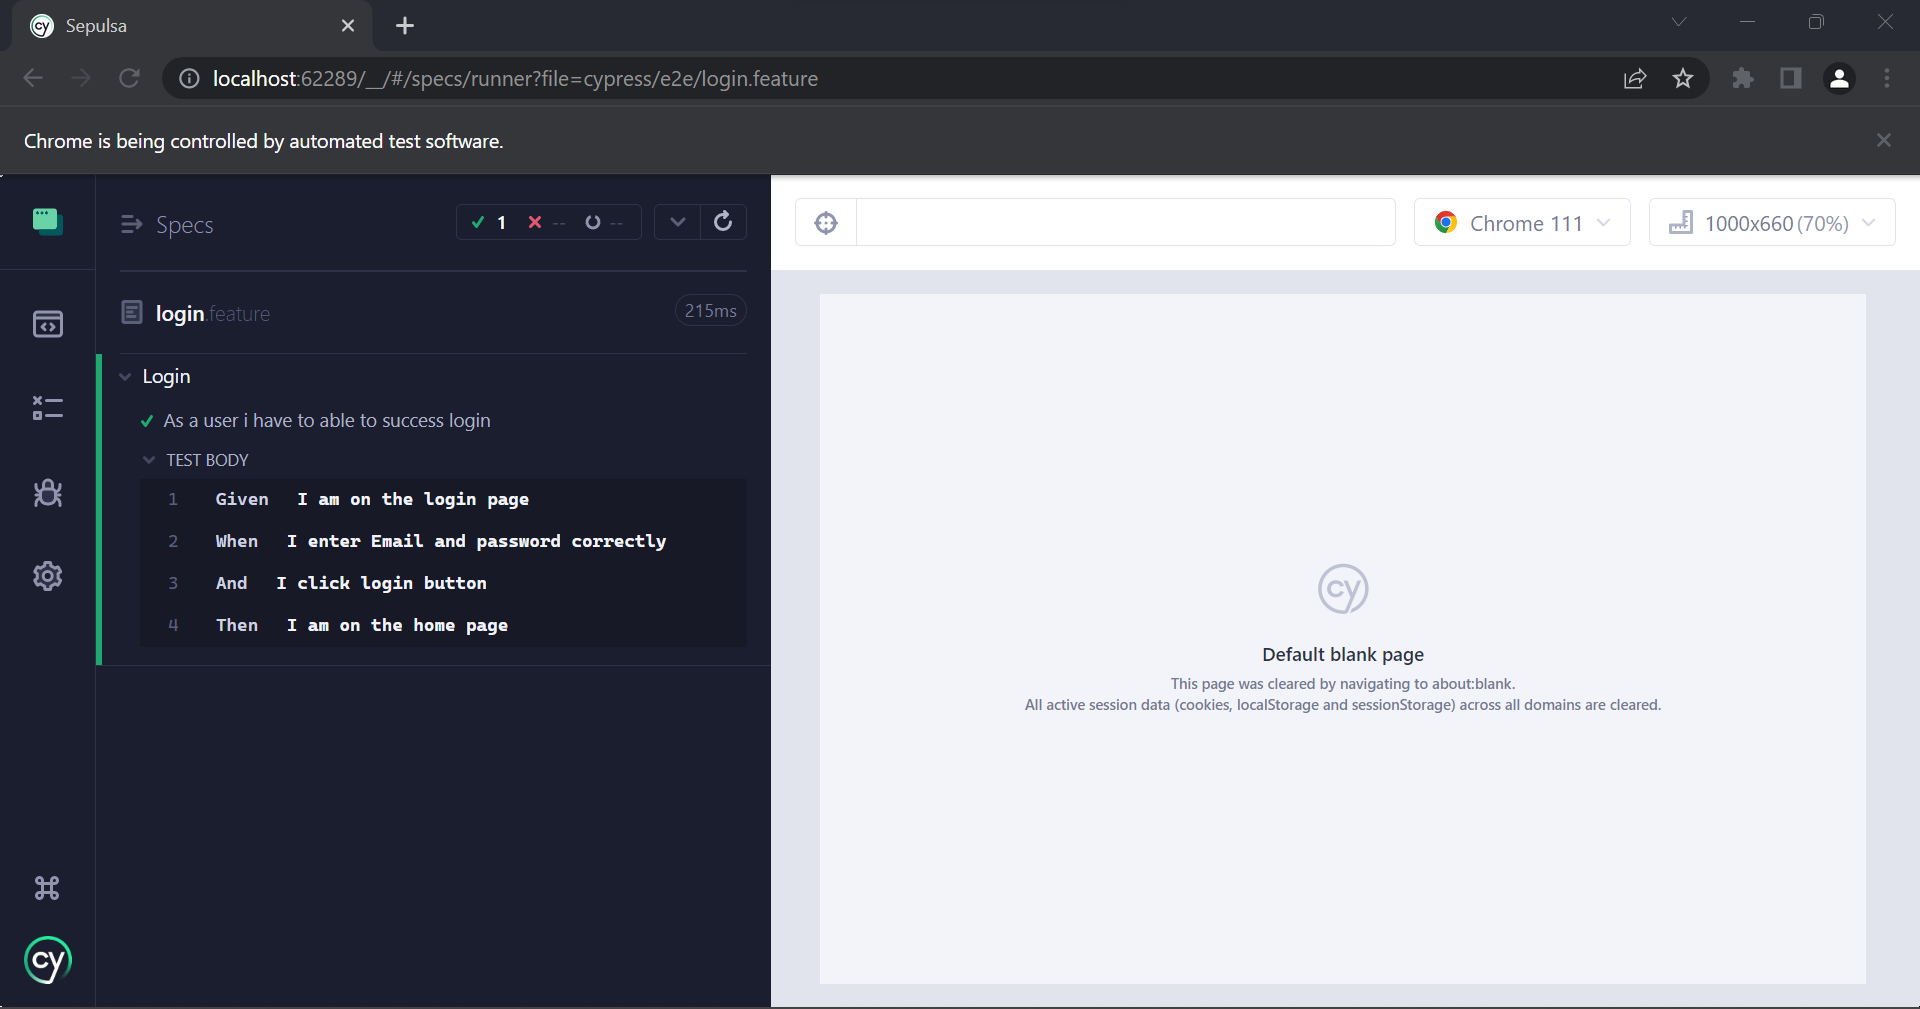 cy Sepulsa
localhost:62289/__/#/specs/runner?file=cypress/e2e/login.feature
Chrome is being controlled by automated test software.
Specs
1 -- --
login.feature
215ms
Login
As a user i have to able to success login
TEST BODY
1 Given I am on the login page
2 When I enter Email and password correctly
3 And I click login button
4 Then I am on the home page
cy
Chrome 111
1000x660 (70%)
cy
Default blank page
This page was cleared by navigating to about:blank.
All active session data (cookies, localStorage and sessionStorage) across all domains are cleared.